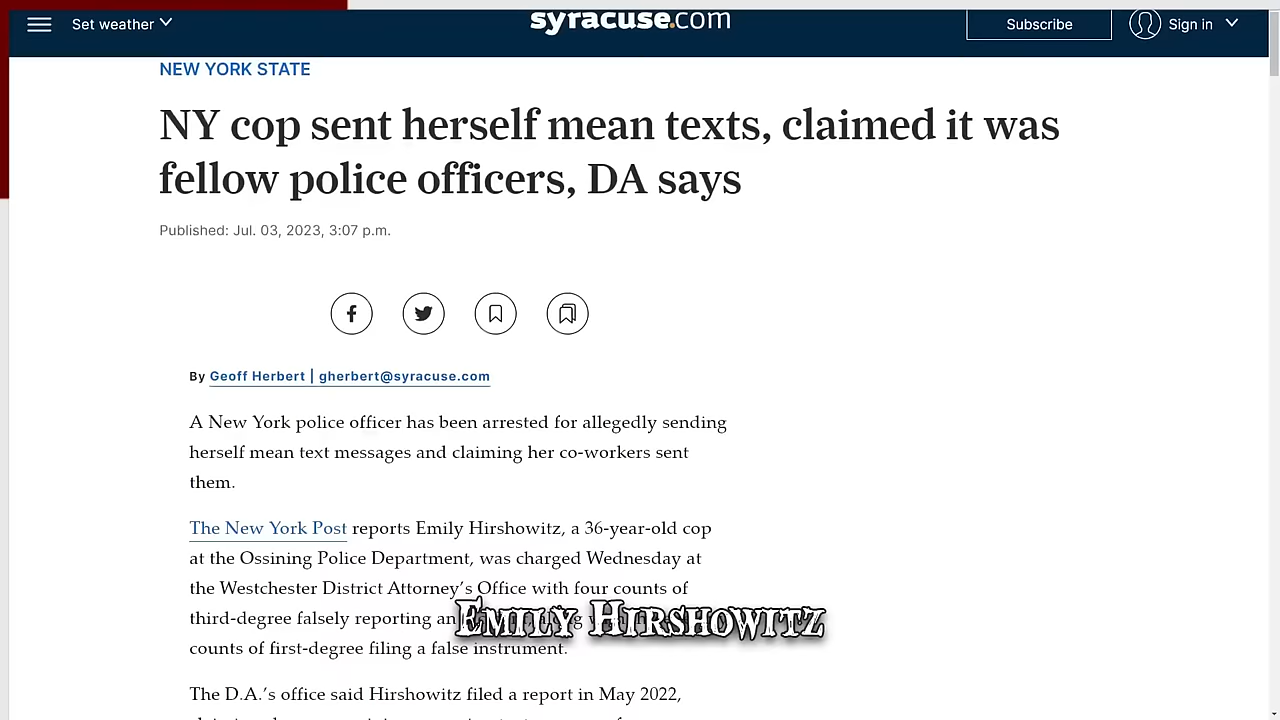 Set weather
syracuse.com
Subscribe
Sign in
NEW YORK STATE
NY cop sent herself mean texts, claimed it was
fellow police officers, DA says
Published: Jul. 03, 2023, 3:07 p.m.
By Geoff Herbert | gherbert@syracuse.com
A New York police officer has been arrested for allegedly sending
herself mean text messages and claiming her co-workers sent
them.
The New York Post reports Emily Hirshowitz, a 36-year-old cop
at the Ossining Police Department, was charged Wednesday at
the Westchester District Attorney's Office with four counts of
third-degree falsely reporting an
Emily Hirshowitz
counts of first-degree filing a false instrument.
The D.A.'s office said Hirshowitz filed a report in May 2022,